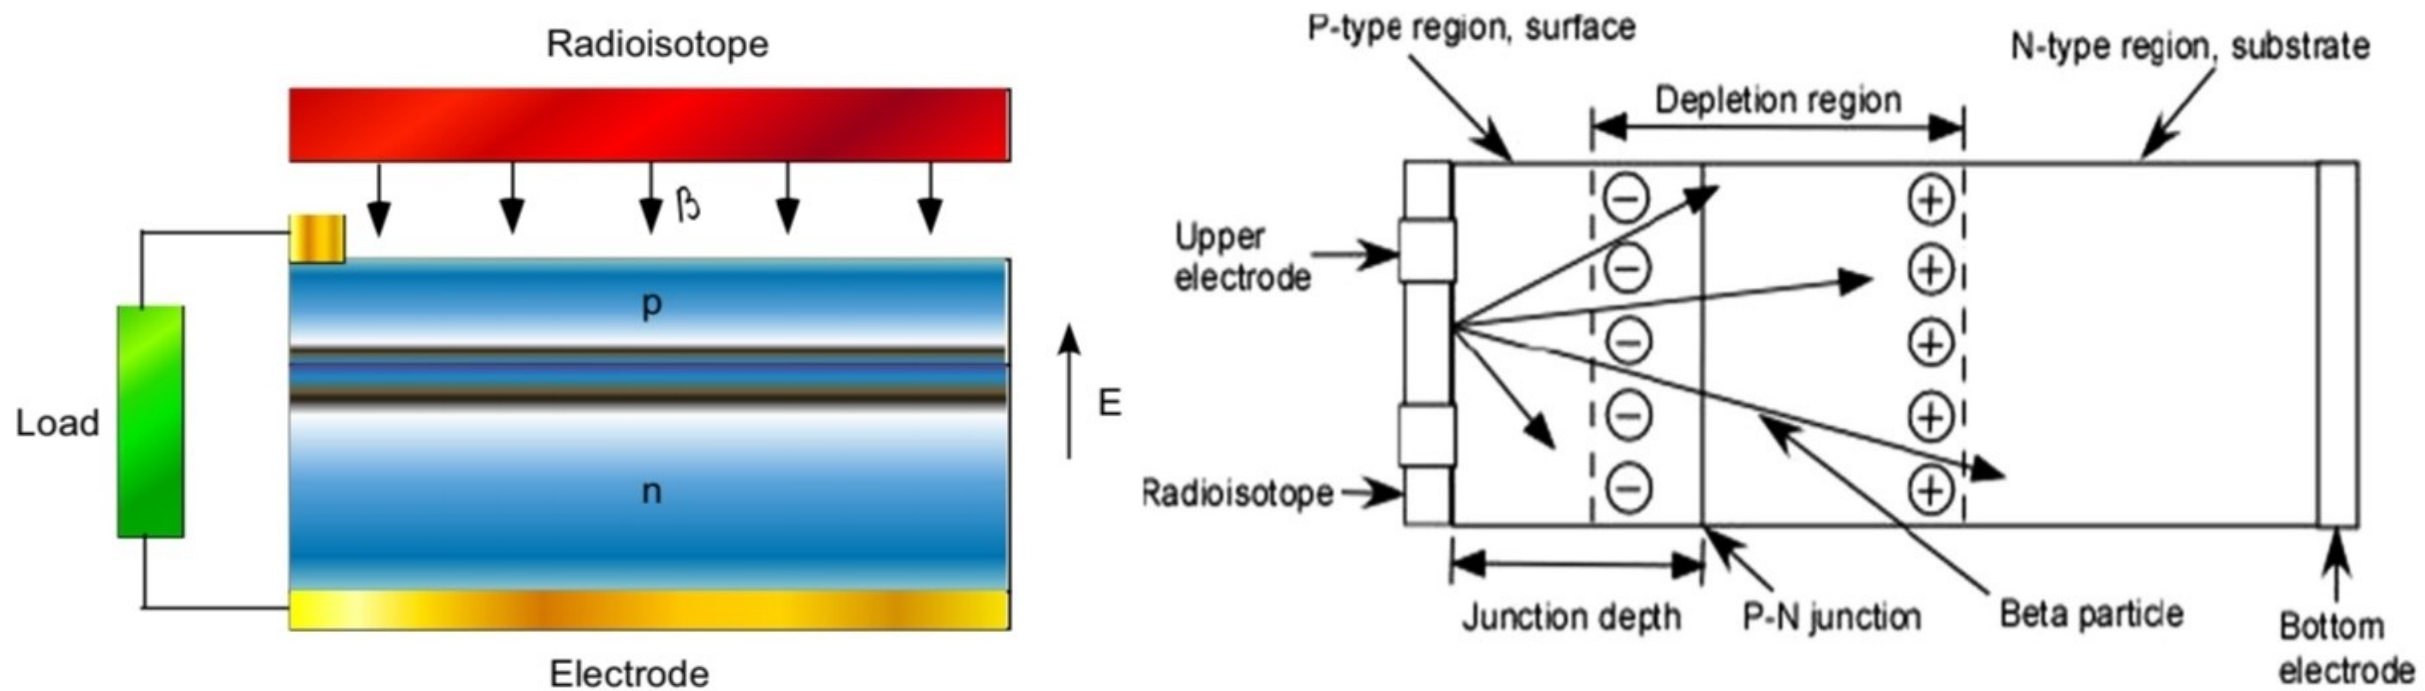 Radioisotope
β
p
E
Load
n
Electrode
P-type region, surface
N-type region, substrate
Depletion region
Upper
electrode
Radioisotope
Junction depth
P-N junction
Beta particle
Bottom
electrode
− +
− +
− +
− +
− +